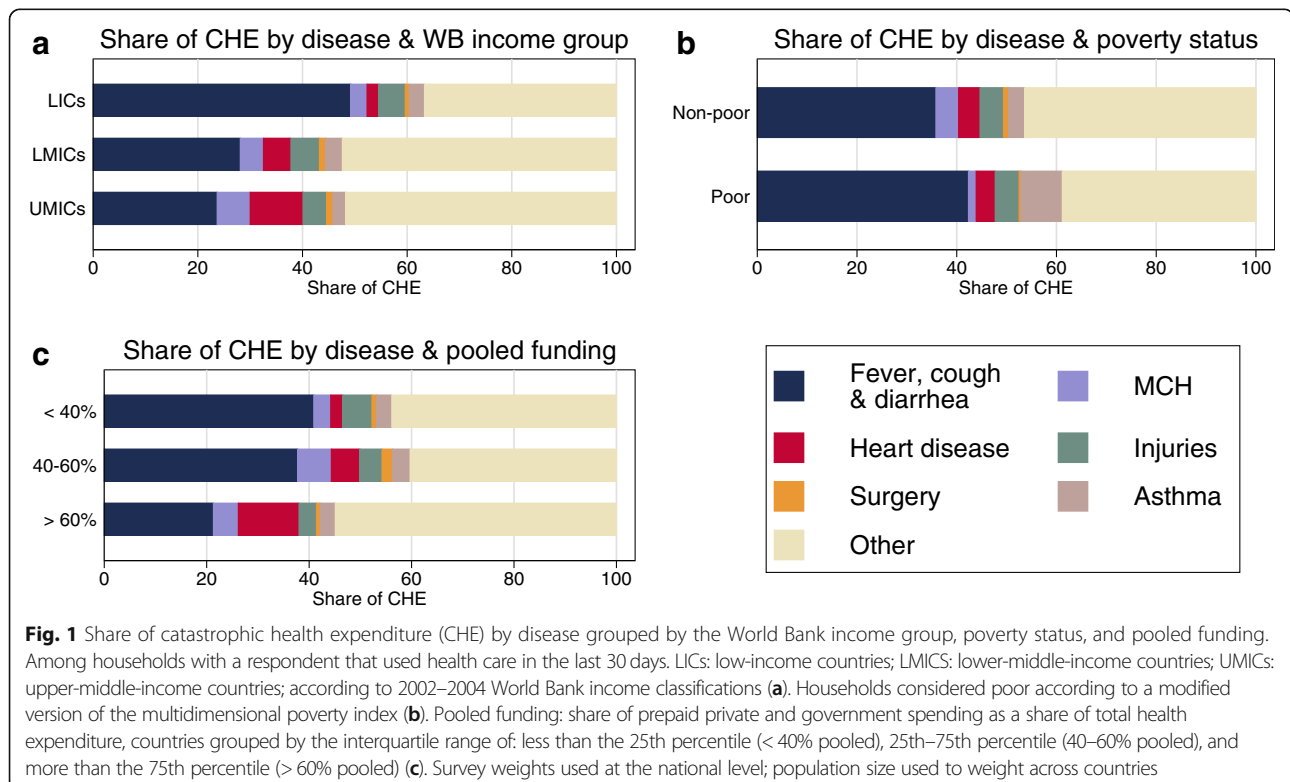 a Share of CHE by disease & WB income group
LICs
LMICs
UMICs
0 20 40 60 80 100
Share of CHE
b Share of CHE by disease & poverty status
Non-poor
Poor
0 20 40 60 80 100
Share of CHE
c Share of CHE by disease & pooled funding
< 40%
40-60%
> 60%
0 20 40 60 80 100
Share of CHE
Fever, cough
& diarrhea
MCH
Heart disease
Injuries
Surgery
Asthma
Other
Fig. 1 Share of catastrophic health expenditure (CHE) by disease grouped by the World Bank income group, poverty status, and pooled funding.
Among households with a respondent that used health care in the last 30 days. LICs: low-income countries; LMICS: lower-middle-income countries; UMICs:
upper-middle-income countries; according to 2002–2004 World Bank income classifications (a). Households considered poor according to a modified
version of the multidimensional poverty index (b). Pooled funding: share of prepaid private and government spending as a share of total health
expenditure, countries grouped by the interquartile range of: less than the 25th percentile (< 40% pooled), 25th–75th percentile (40–60% pooled), and
more than the 75th percentile (> 60% pooled) (c). Survey weights used at the national level; population size used to weight across countries